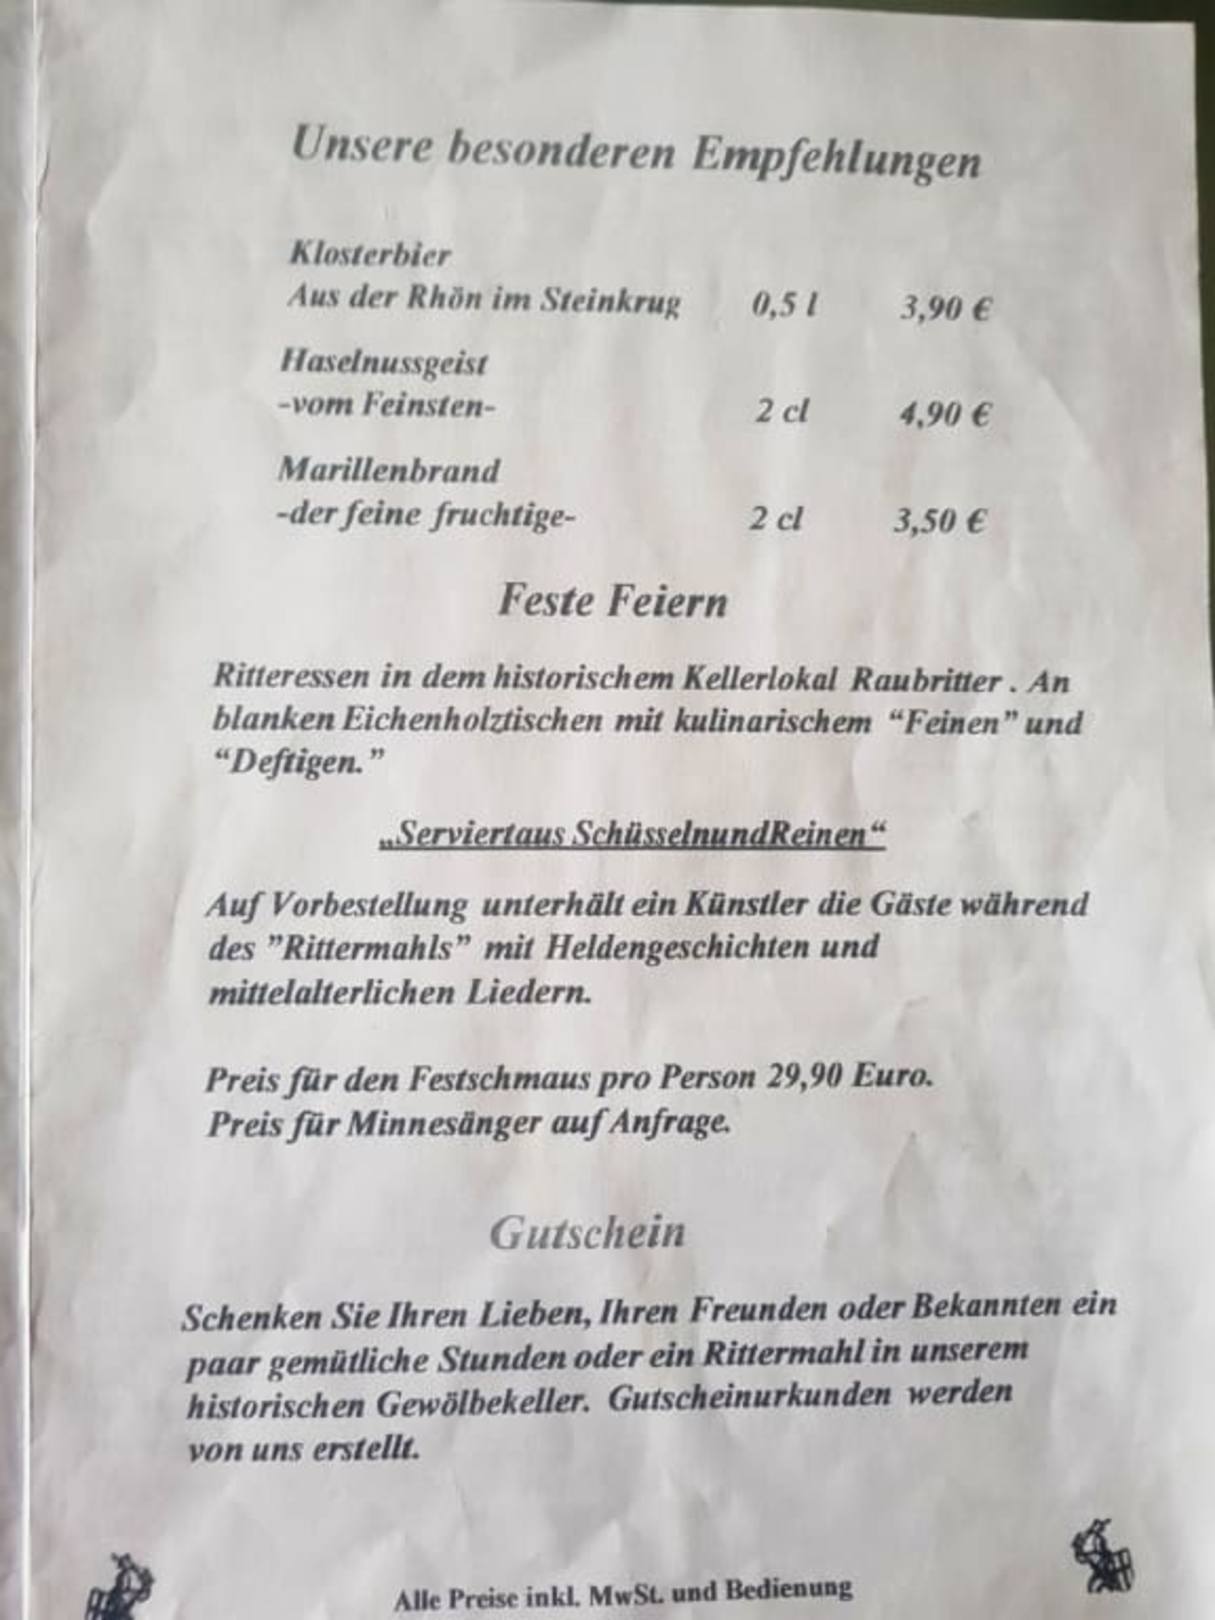 Unsere besonderen Empfehlungen
Klosterbier
Aus der Rhön im Steinkrug 0,5 l 3,90 €
Haselnussgeist
-vom Feinsten- 2 cl 4,90 €
Marillenbrand
-der feine fruchtige- 2 cl 3,50 €
Feste Feiern
Ritteressen in dem historischem Kellerlokal Raubritter . An
blanken Eichenholztischen mit kulinarischem “Feinen” und
“Deftigen.”
„Serviertaus SchüsselnundReinen“
Auf Vorbestellung unterhält ein Künstler die Gäste während
des ”Rittermahls” mit Heldengeschichten und
mittelalterlichen Liedern.
Preis für den Festschmaus pro Person 29,90 Euro.
Preis für Minnesänger auf Anfrage.
Gutschein
Schenken Sie Ihren Lieben, Ihren Freunden oder Bekannten ein
paar gemütliche Stunden oder ein Rittermahl in unserem
historischen Gewölbekeller. Gutscheinurkunden werden
von uns erstellt.
Alle Preise inkl. MwSt. und Bedienung